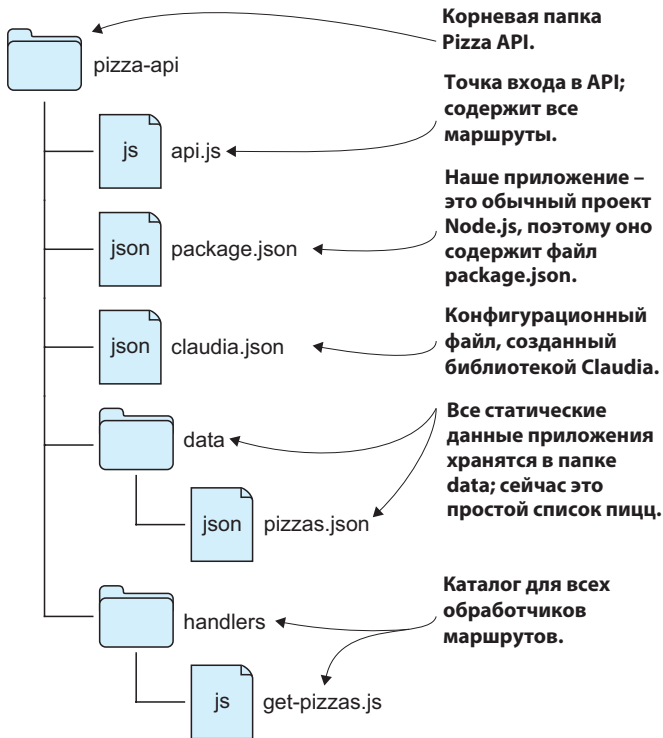 Корневая папка
Pizza API.
pizza-api
Точка входа в API;
содержит все
маршруты.
js
api.js
Наше приложение –
это обычный проект
Node.js, поэтому оно
содержит файл
package.json.
json
package.json
Конфигурационный
файл, созданный
библиотекой Claudia.
json
claudia.json
Все статические
данные приложения
хранятся в папке
data; сейчас это
простой список пицц.
data
json
pizzas.json
Каталог для всех
обработчиков
маршрутов.
handlers
js
get-pizzas.js